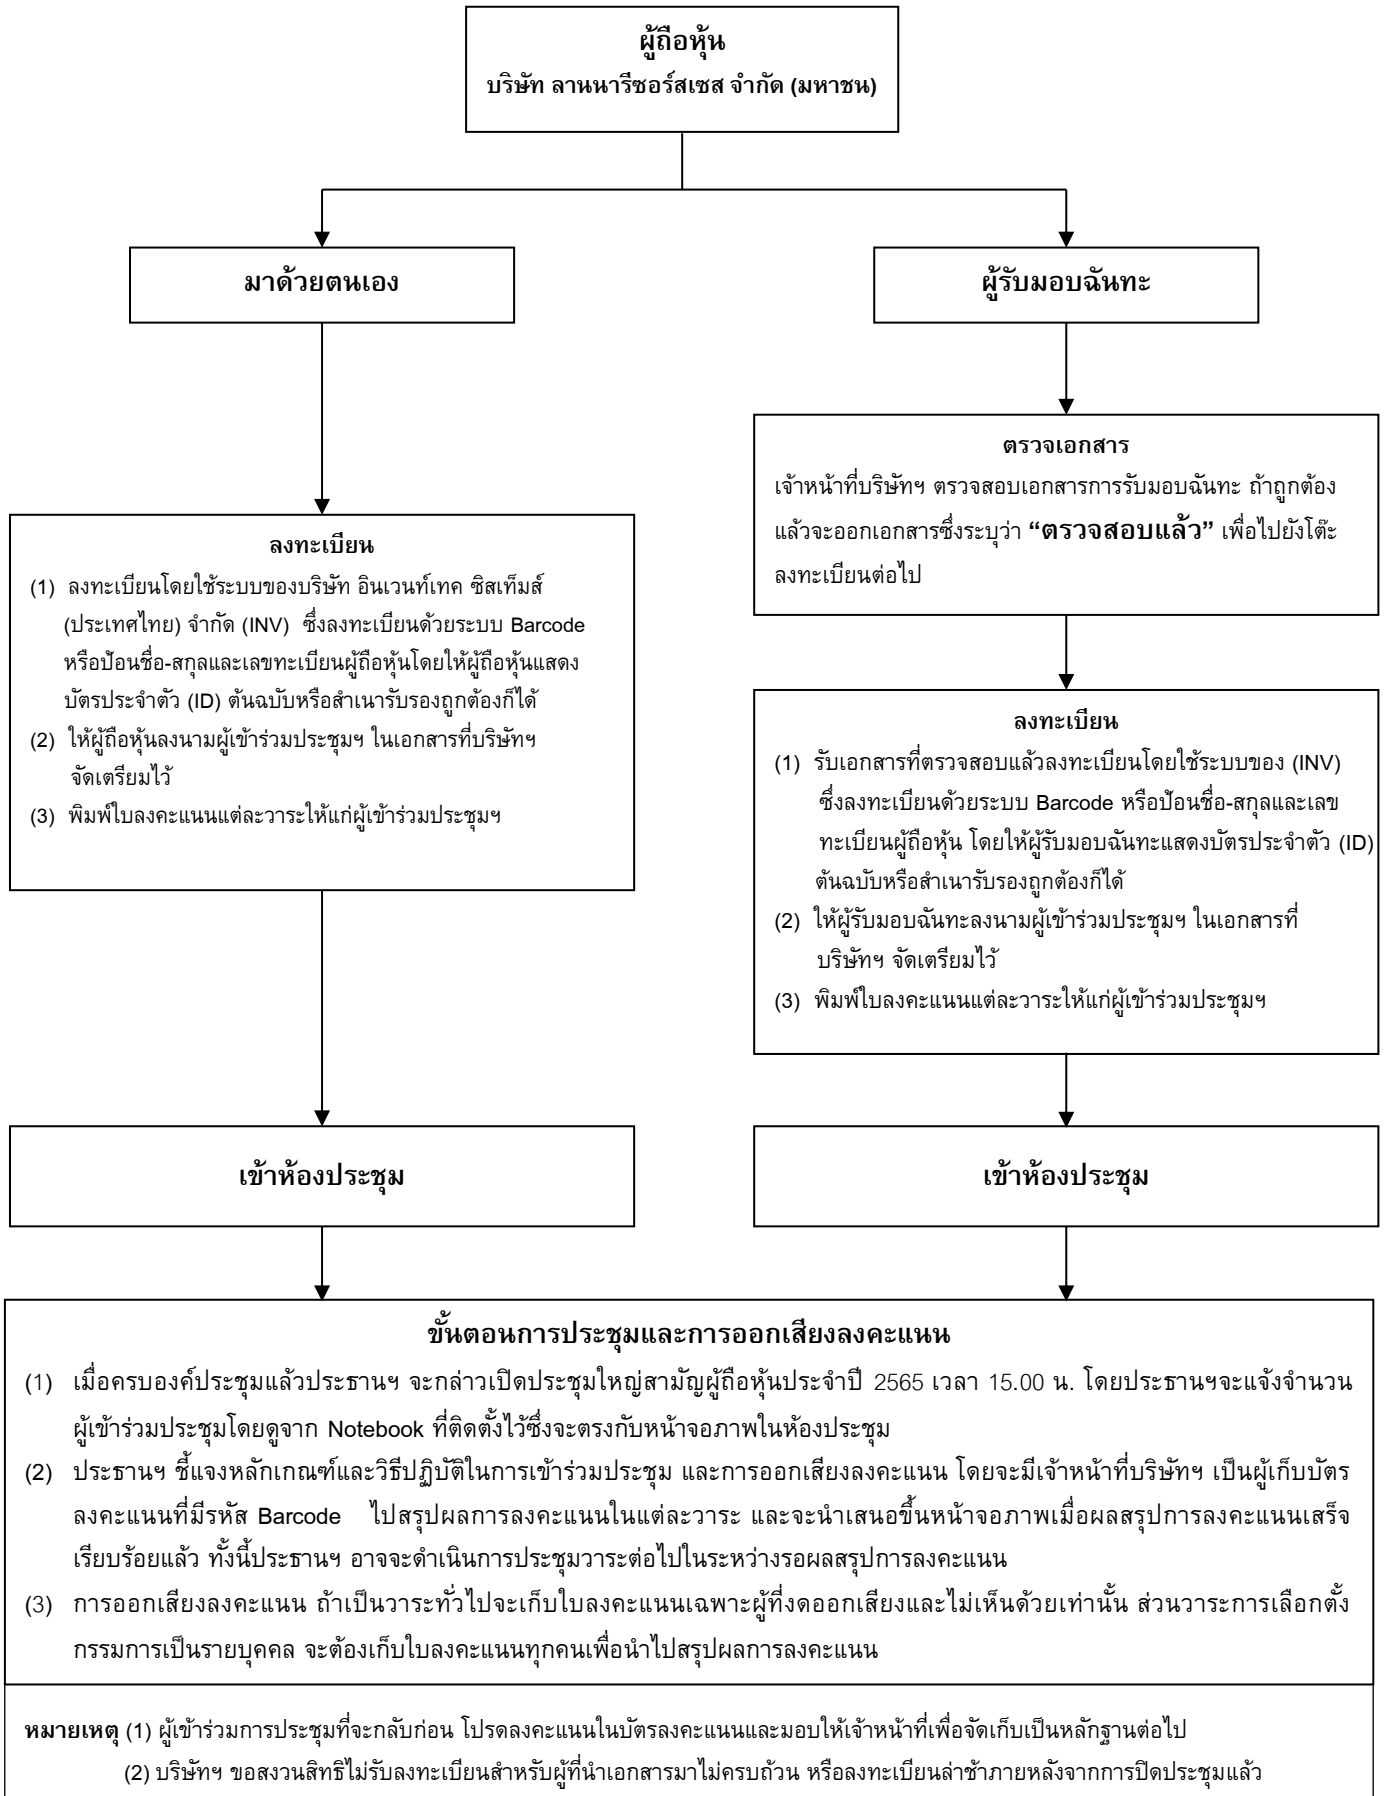 ผู้ถือหุ้น
บริษัท ลานนารีซอร์สเซส จำกัด (มหาชน)
มาด้วยตนเอง
ผู้รับมอบฉันทะ
ตรวจเอกสาร
เจ้าหน้าที่บริษัทฯ ตรวจสอบเอกสารการรับมอบฉันทะ ถ้าถูกต้อง
แล้วจะออกเอกสารซึ่งระบุว่า “ตรวจสอบแล้ว” เพื่อไปยังโต๊ะ
ลงทะเบียนต่อไป
ลงทะเบียน
(1) ลงทะเบียนโดยใช้ระบบของบริษัท อินเวนท์เทค ซิสเท็มส์
(ประเทศไทย) จำกัด (INV) ซึ่งลงทะเบียนด้วยระบบ Barcode
หรือป้อนชื่อ-สกุลและเลขทะเบียนผู้ถือหุ้นโดยให้ผู้ถือหุ้นแสดง
บัตรประจำตัว (ID) ต้นฉบับหรือสำเนารับรองถูกต้องก็ได้
(2) ให้ผู้ถือหุ้นลงนามผู้เข้าร่วมประชุมฯ ในเอกสารที่บริษัทฯ
จัดเตรียมไว้
(3) พิมพ์ใบลงคะแนนแต่ละวาระให้แก่ผู้เข้าร่วมประชุมฯ
ลงทะเบียน
(1) รับเอกสารที่ตรวจสอบแล้วลงทะเบียนโดยใช้ระบบของ (INV)
ซึ่งลงทะเบียนด้วยระบบ Barcode หรือป้อนชื่อ-สกุลและเลข
ทะเบียนผู้ถือหุ้น โดยให้ผู้รับมอบฉันทะแสดงบัตรประจำตัว (ID)
ต้นฉบับหรือสำเนารับรองถูกต้องก็ได้
(2) ให้ผู้รับมอบฉันทะลงนามผู้เข้าร่วมประชุมฯ ในเอกสารที่
บริษัทฯ จัดเตรียมไว้
(3) พิมพ์ใบลงคะแนนแต่ละวาระให้แก่ผู้เข้าร่วมประชุมฯ
เข้าห้องประชุม
เข้าห้องประชุม
ขั้นตอนการประชุมและการออกเสียงลงคะแนน
(1) เมื่อครบองค์ประชุมแล้วประธานฯ จะกล่าวเปิดประชุมใหญ่สามัญผู้ถือหุ้นประจำปี 2565 เวลา 15.00 น. โดยประธานฯจะแจ้งจำนวน
ผู้เข้าร่วมประชุมโดยดูจาก Notebook ที่ติดตั้งไว้ซึ่งจะตรงกับหน้าจอภาพในห้องประชุม
(2) ประธานฯ ชี้แจงหลักเกณฑ์และวิธีปฏิบัติในการเข้าร่วมประชุม และการออกเสียงลงคะแนน โดยจะมีเจ้าหน้าที่บริษัทฯ เป็นผู้เก็บบัตร
ลงคะแนนที่มีรหัส Barcode ไปสรุปผลการลงคะแนนในแต่ละวาระ และจะนำเสนอขึ้นหน้าจอภาพเมื่อผลสรุปการลงคะแนนเสร็จ
เรียบร้อยแล้ว ทั้งนี้ประธานฯ อาจจะดำเนินการประชุมวาระต่อไปในระหว่างรอผลสรุปการลงคะแนน
(3) การออกเสียงลงคะแนน ถ้าเป็นวาระทั่วไปจะเก็บใบลงคะแนนเฉพาะผู้ที่งดออกเสียงและไม่เห็นด้วยเท่านั้น ส่วนวาระการเลือกตั้ง
กรรมการเป็นรายบุคคล จะต้องเก็บใบลงคะแนนทุกคนเพื่อนำไปสรุปผลการลงคะแนน
หมายเหตุ (1) ผู้เข้าร่วมการประชุมที่จะกลับก่อน โปรดลงคะแนนในบัตรลงคะแนนและมอบให้เจ้าหน้าที่เพื่อจัดเก็บเป็นหลักฐานต่อไป
(2) บริษัทฯ ขอสงวนสิทธิไม่รับลงทะเบียนสำหรับผู้ที่นำเอกสารมาไม่ครบถ้วน หรือลงทะเบียนล่าช้าภายหลังจากการปิดประชุมแล้ว